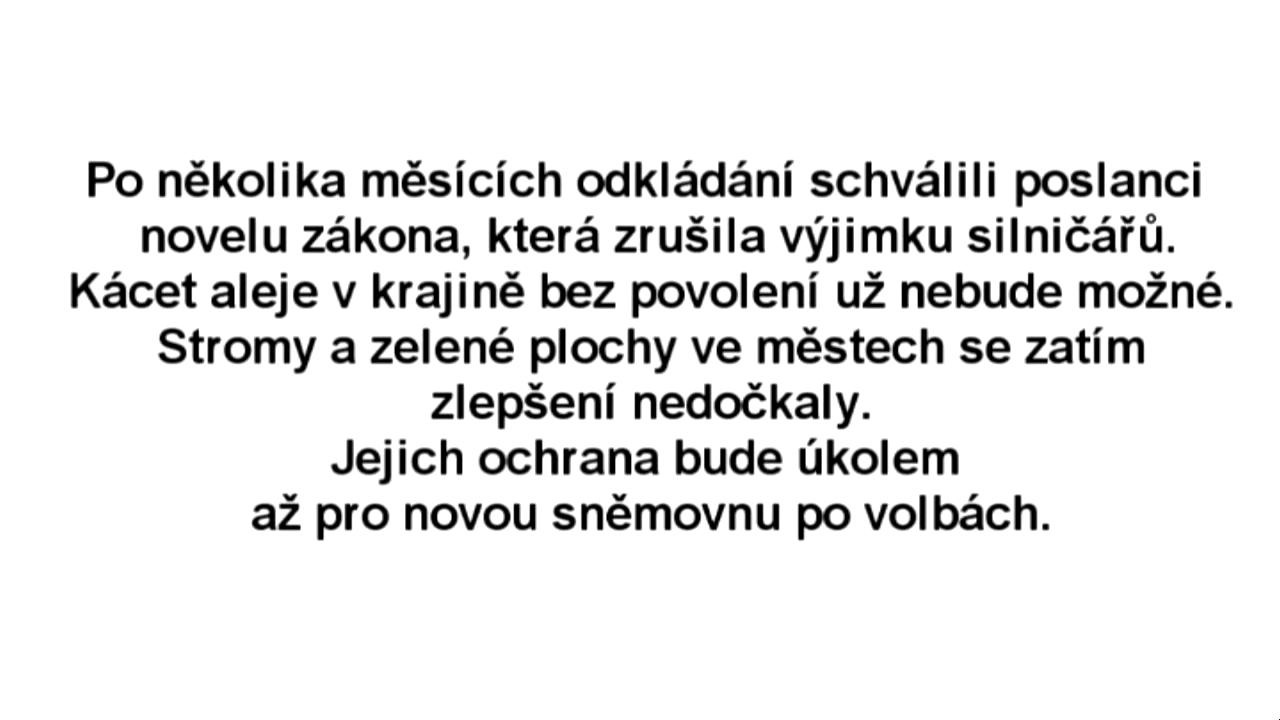 Po několika měsících odkládání schválili poslanci
novelu zákona, která zrušila výjimku silničářů.
Kácet aleje v krajině bez povolení už nebude možné.
Stromy a zelené plochy ve městech se zatím
zlepšení nedočkaly.
Jejich ochrana bude úkolem
až pro novou sněmovnu po volbách.